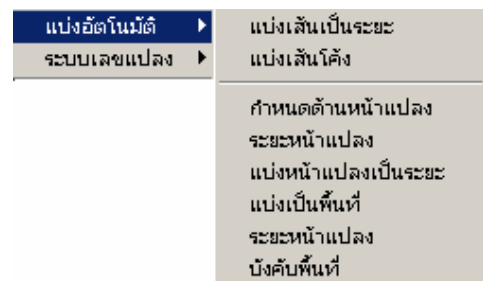 แบ่งอัตโนมัติ
ระบบเลขแปลง
แบ่งเส้นเป็นระยะ
แบ่งเส้นโค้ง
กำหนดด้านหน้าแปลง
ระยะหน้าแปลง
แบ่งหน้าแปลงเป็นระยะ
แบ่งเป็นพื้นที่
ระยะหน้าแปลง
บังคับพื้นที่